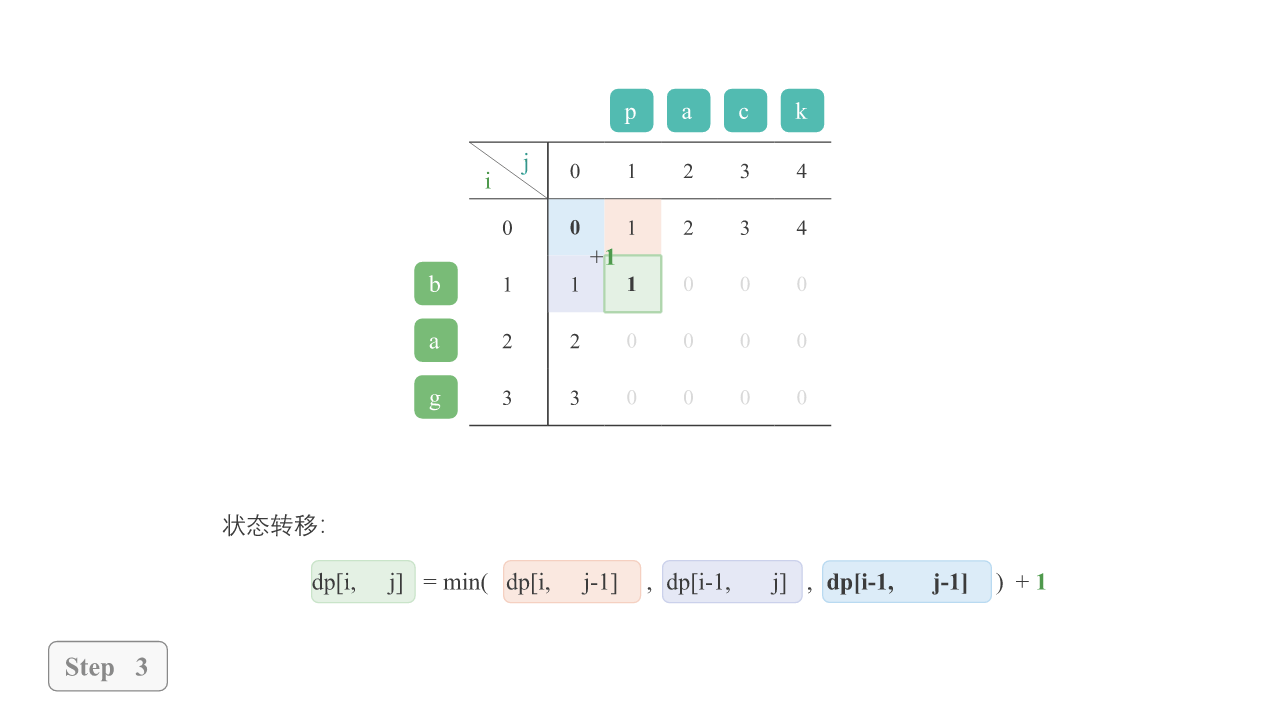 p a c k
j
i
0 1 2 3 4
0 0 1 2 3 4
+1
b 1 1 1 0 0 0
a 2 2 0 0 0 0
g 3 3 0 0 0 0
状态转移：
dp[i, j] = min( dp[i, j-1] , dp[i-1, j] , dp[i-1, j-1] ) + 1
Step 3